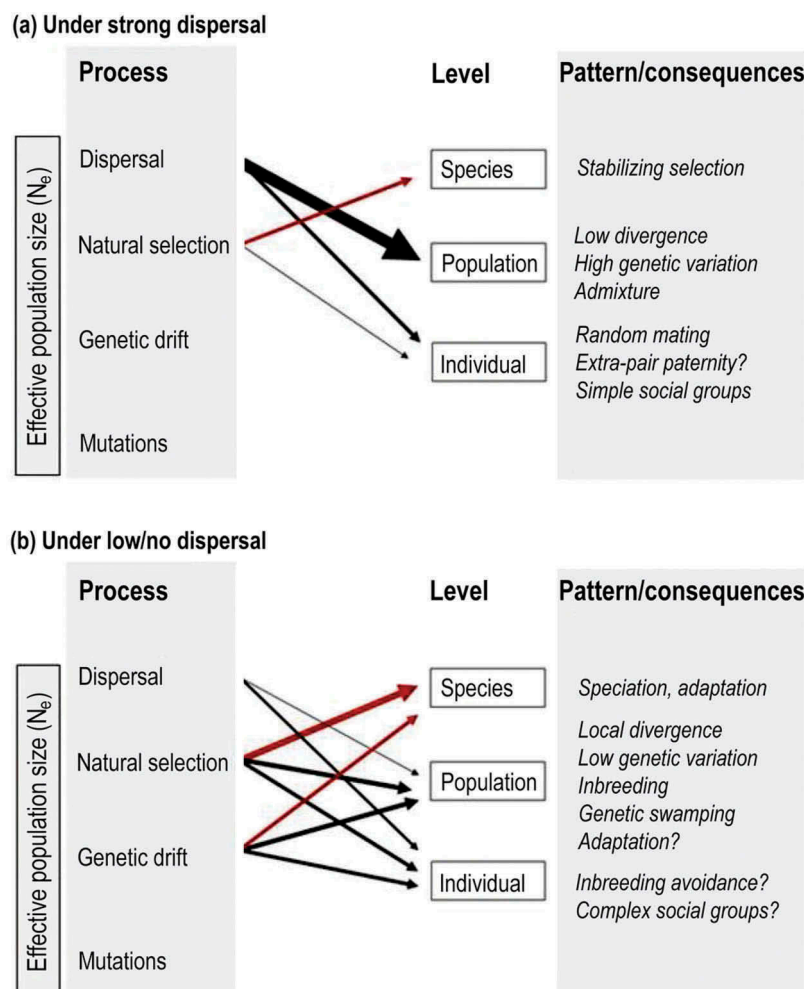 (a) Under strong dispersal
Process
Level
Pattern/consequences
Effective population size (Ne)
Dispersal
Natural selection
Genetic drift
Mutations
Species
Population
Individual
Stabilizing selection
Low divergence
High genetic variation
Admixture
Random mating
Extra-pair paternity?
Simple social groups
(b) Under low/no dispersal
Process
Level
Pattern/consequences
Effective population size (Ne)
Dispersal
Natural selection
Genetic drift
Mutations
Species
Population
Individual
Speciation, adaptation
Local divergence
Low genetic variation
Inbreeding
Genetic swamping
Adaptation?
Inbreeding avoidance?
Complex social groups?